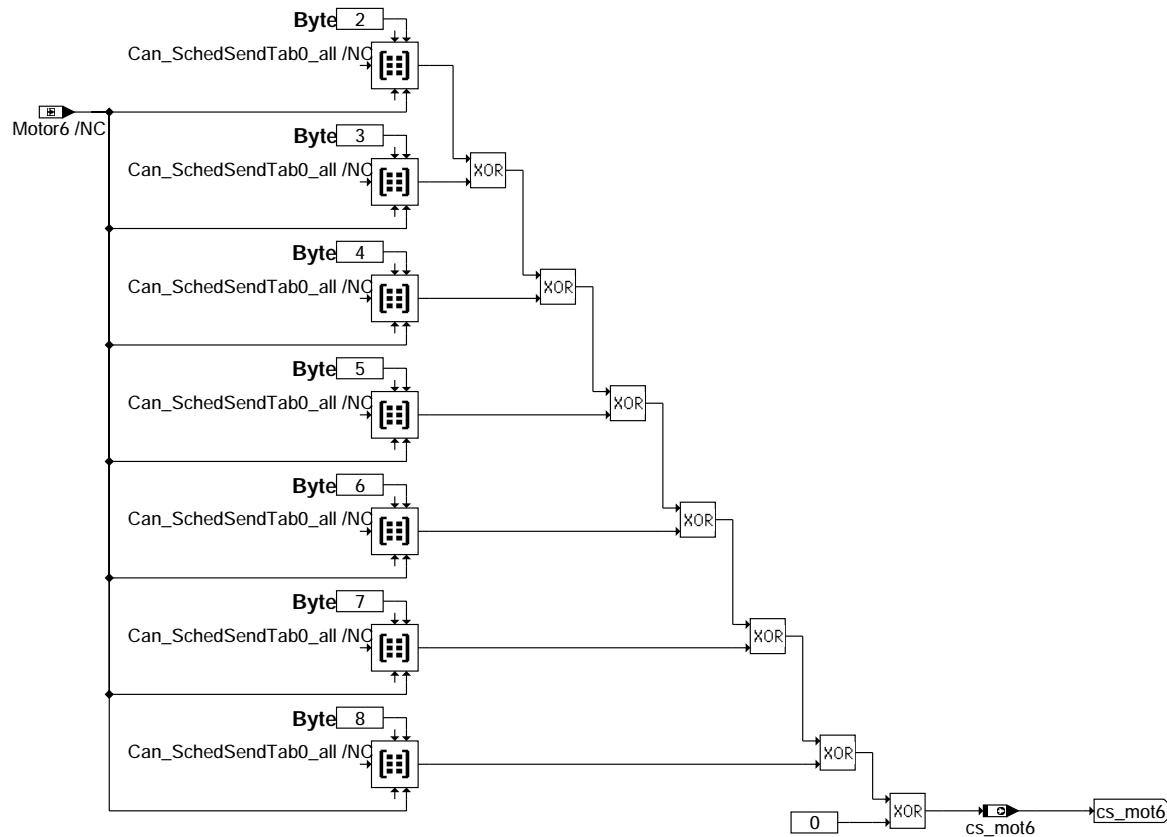 Byte 2
Can_SchedSendTab0_all /NC
Motor6 /NC
Byte 3
Can_SchedSendTab0_all /NC
XOR
Byte 4
Can_SchedSendTab0_all /NC
XOR
Byte 5
Can_SchedSendTab0_all /NC
XOR
Byte 6
Can_SchedSendTab0_all /NC
XOR
Byte 7
Can_SchedSendTab0_all /NC
XOR
Byte 8
Can_SchedSendTab0_all /NC
XOR
0
XOR
cs_mot6
cs_mot6